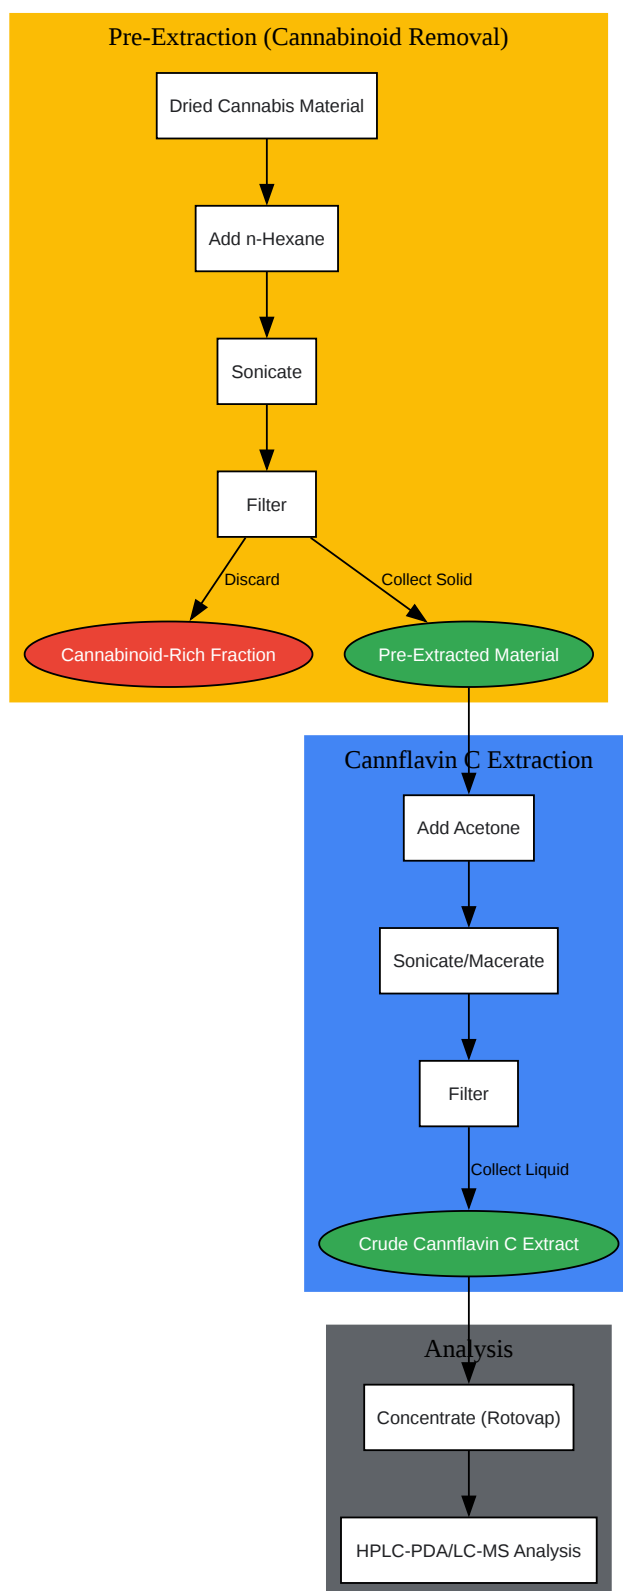 Pre-Extraction (Cannabinoid Removal)
Dried Cannabis Material
Add n-Hexane
Sonicate
Filter
Discard
Collect Solid
Cannabinoid-Rich Fraction
Pre-Extracted Material
Cannflavin C Extraction
Add Acetone
Sonicate/Macerate
Filter
Collect Liquid
Crude Cannflavin C Extract
Analysis
Concentrate (Rotovap)
HPLC-PDA/LC-MS Analysis